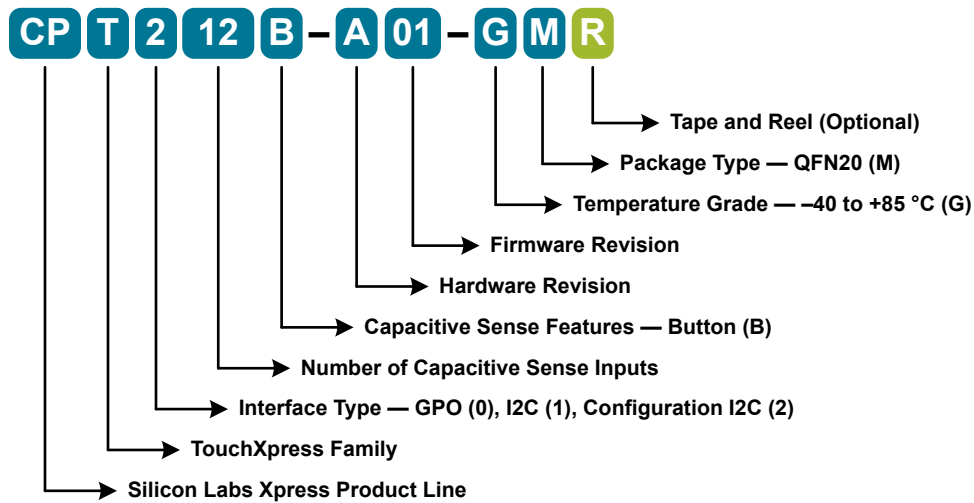 CP T 2 12 B – A 01 – G M R
Tape and Reel (Optional)
Package Type — QFN20 (M)
Temperature Grade — –40 to +85 °C (G)
Firmware Revision
Hardware Revision
Capacitive Sense Features — Button (B)
Number of Capacitive Sense Inputs
Interface Type — GPO (0), I2C (1), Configuration I2C (2)
TouchXpress Family
Silicon Labs Xpress Product Line